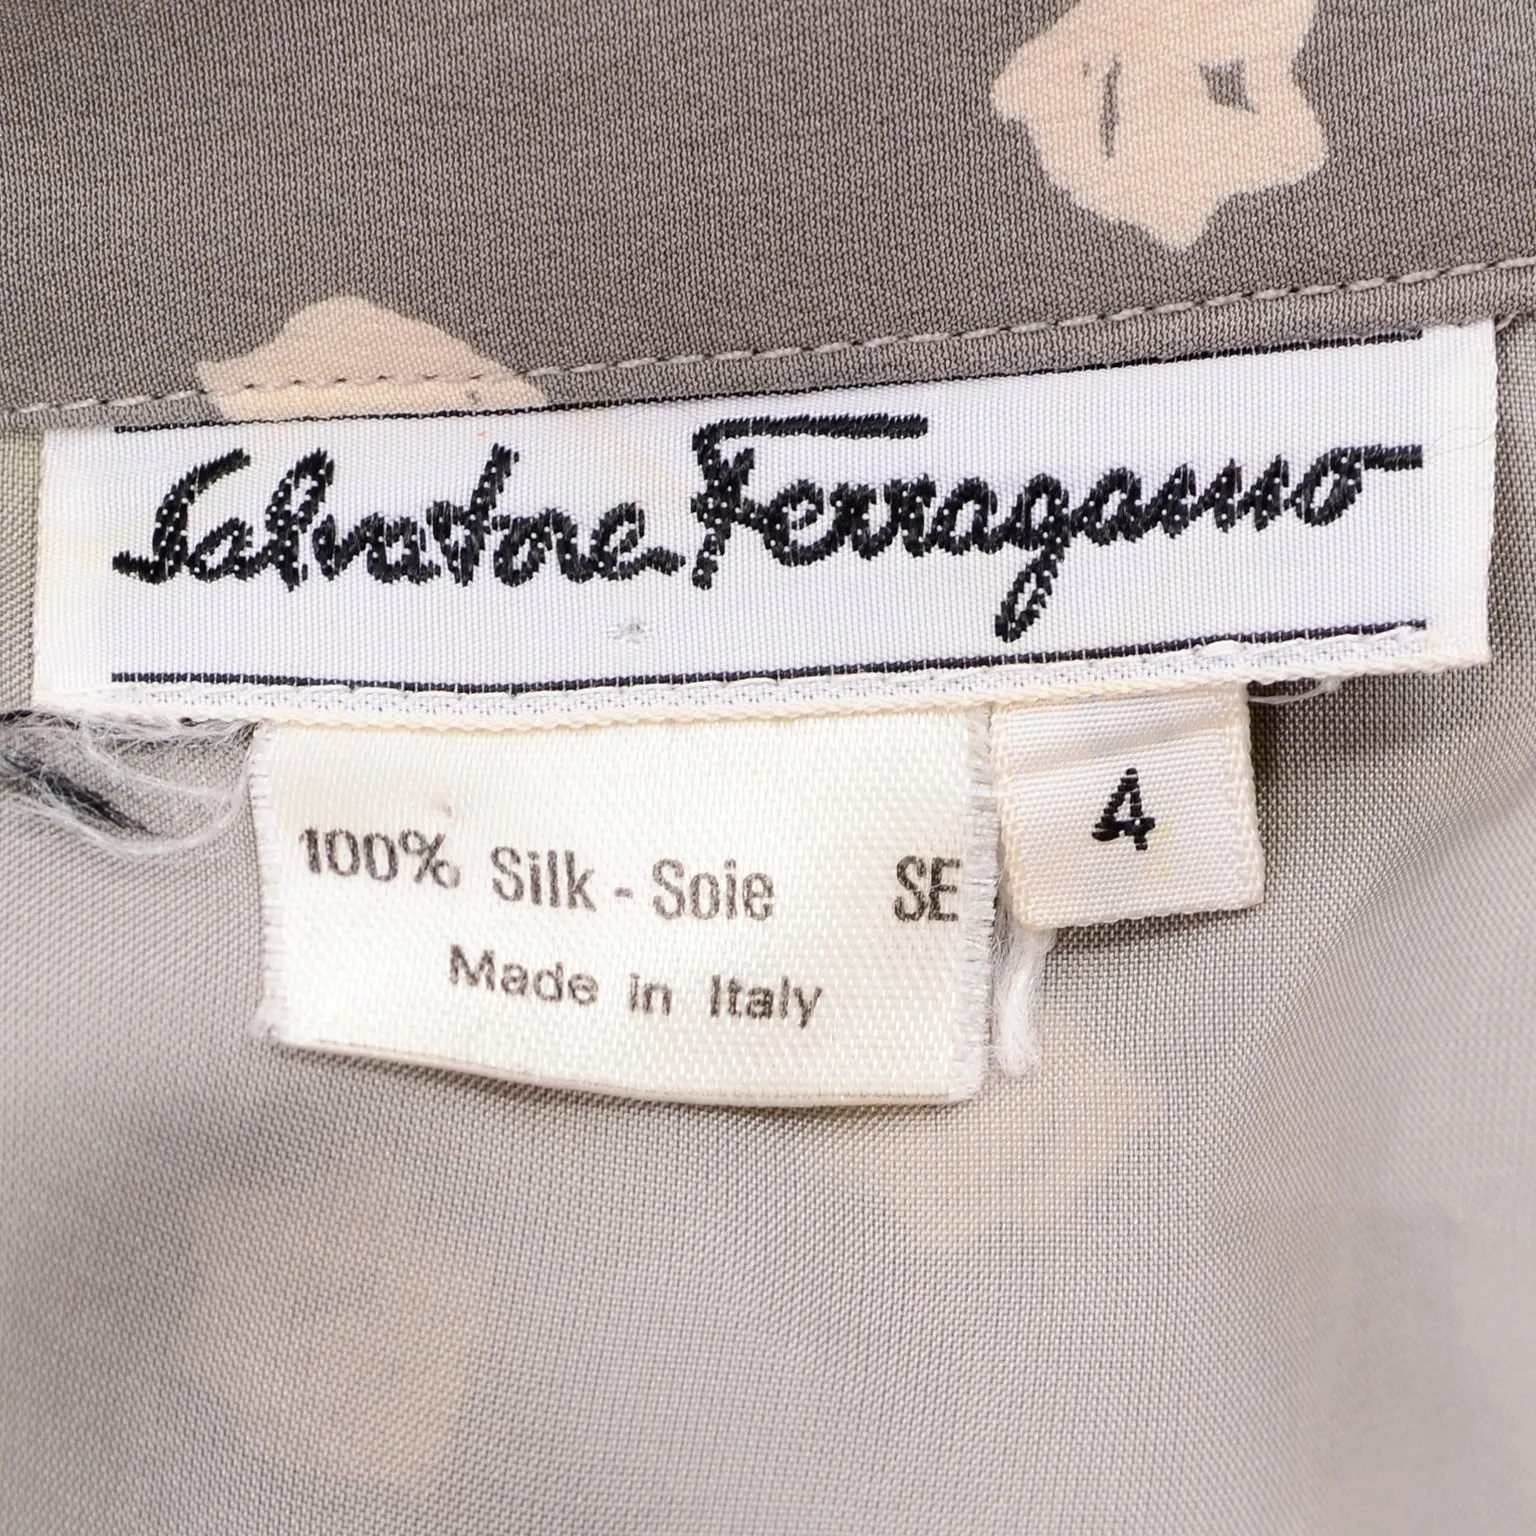 Salvatore Ferragamo
100% Silk - Soie SE
4
Made in Italy